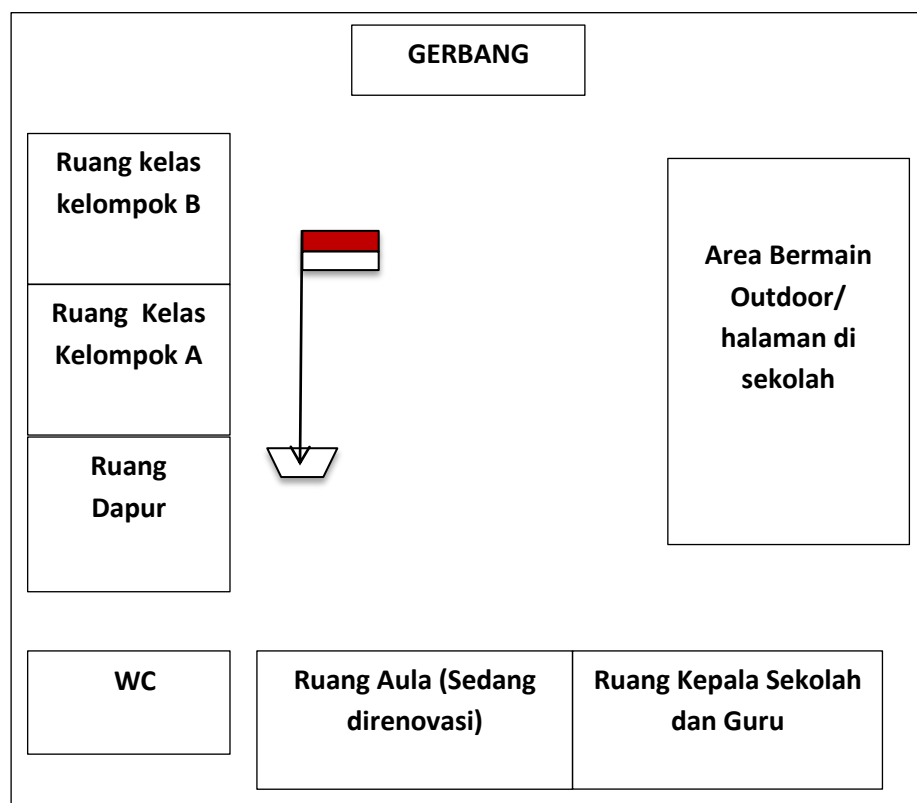 GERBANG
Ruang kelas
kelompok B
Ruang Kelas
Kelompok A
Ruang
Dapur
Area Bermain
Outdoor/
halaman di
sekolah
WC
Ruang Aula (Sedang
direnovasi)
Ruang Kepala Sekolah
dan Guru